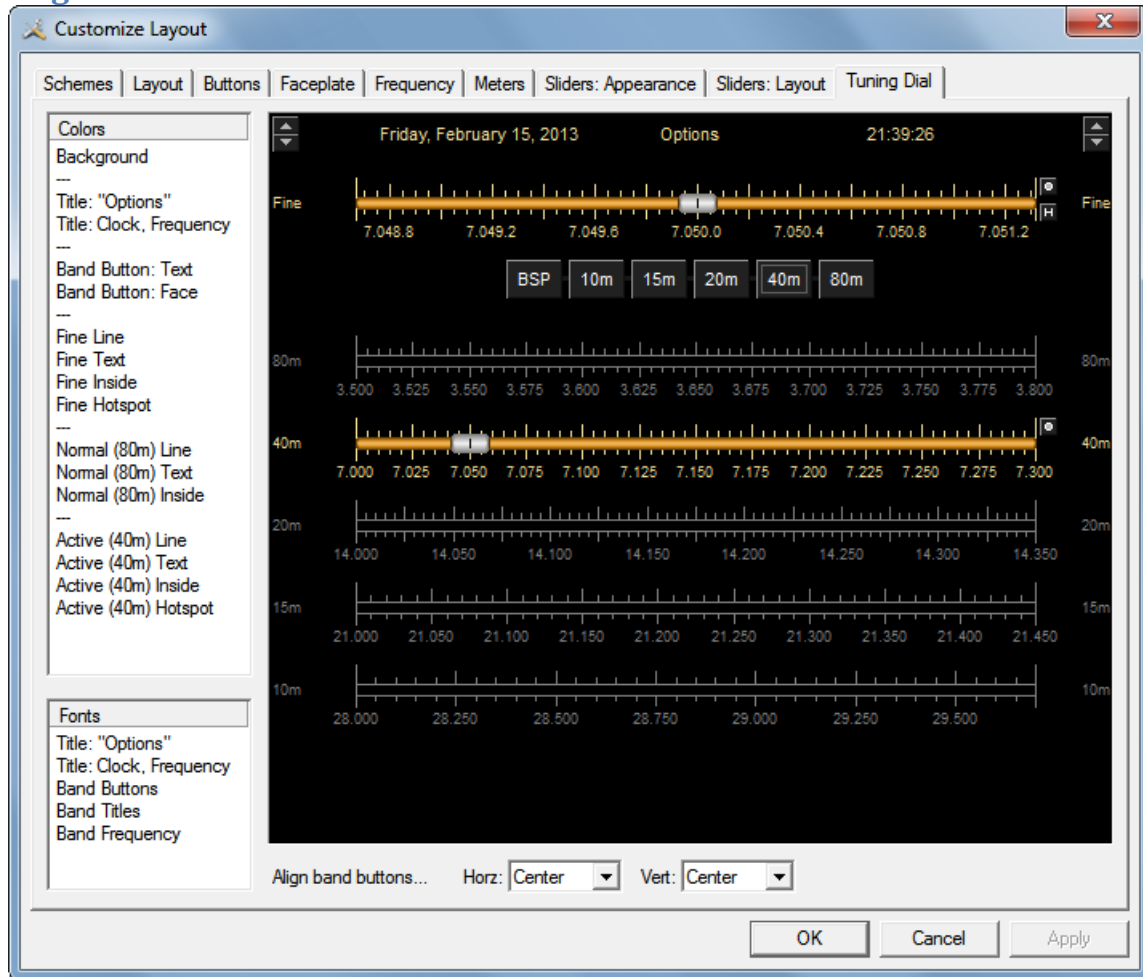 Customize Layout
Schemes Layout Buttons Faceplate Frequency Meters Sliders: Appearance Sliders: Layout Tuning Dial
Colors
Background
---
Title: "Options"
Title: Clock, Frequency
---
Band Button: Text
Band Button: Face
---
Fine Line
Fine Text
Fine Inside
Fine Hotspot
---
Normal (80m) Line
Normal (80m) Text
Normal (80m) Inside
---
Active (40m) Line
Active (40m) Text
Active (40m) Inside
Active (40m) Hotspot
Fonts
Title: "Options"
Title: Clock, Frequency
Band Buttons
Band Titles
Band Frequency
Friday, February 15, 2013 Options 21:39:26
Fine Fine
H
7.048.8 7.049.2 7.049.6 7.050.0 7.050.4 7.050.8 7.051.2
BSP 10m 15m 20m 40m 80m
80m 80m
3.500 3.525 3.550 3.575 3.600 3.625 3.650 3.675 3.700 3.725 3.750 3.775 3.800
40m 40m
7.000 7.025 7.050 7.075 7.100 7.125 7.150 7.175 7.200 7.225 7.250 7.275 7.300
20m 20m
14.000 14.050 14.100 14.150 14.200 14.250 14.300 14.350
15m 15m
21.000 21.050 21.100 21.150 21.200 21.250 21.300 21.350 21.400 21.450
10m 10m
28.000 28.250 28.500 28.750 29.000 29.250 29.500
Align band buttons... Horz: Center Vert: Center
OK Cancel Apply